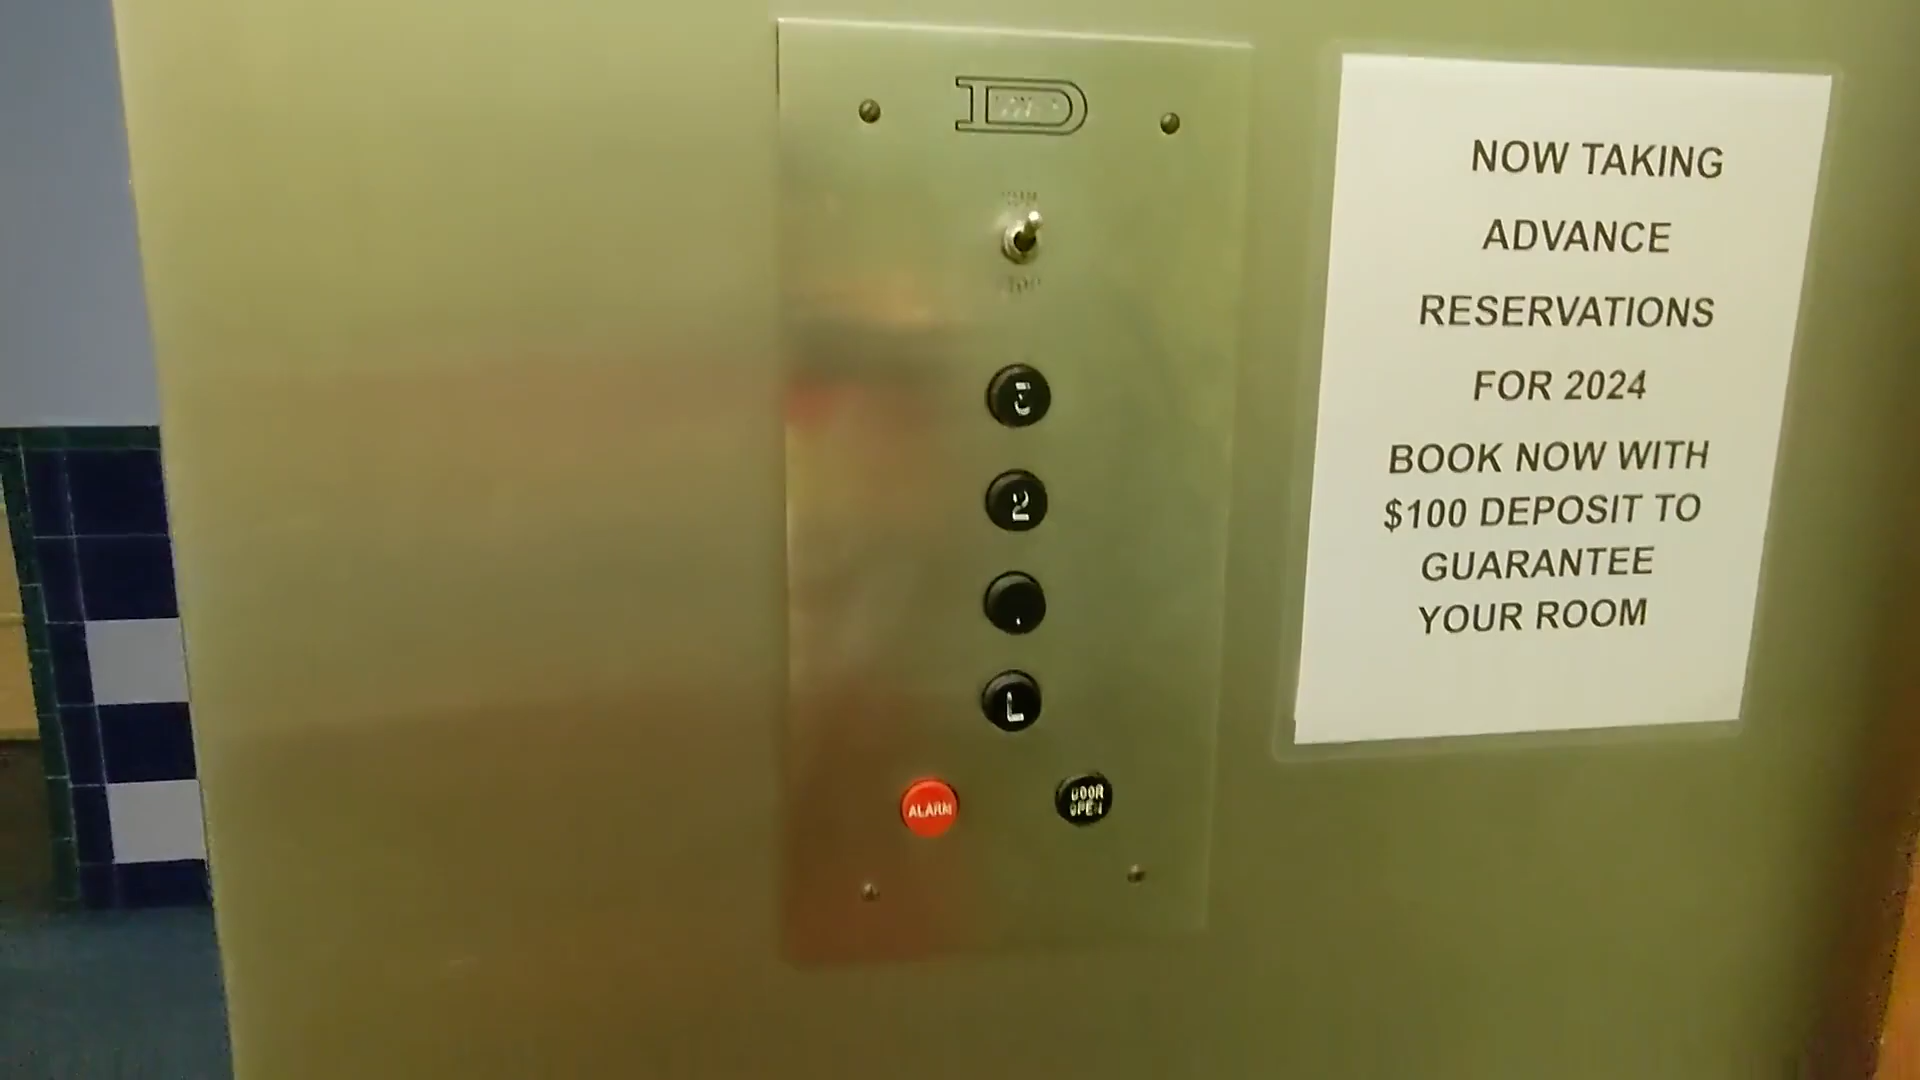 NOW TAKING
ADVANCE
RESERVATIONS
FOR 2024
BOOK NOW WITH
$100 DEPOSIT TO
GUARANTEE
YOUR ROOM
2
L
ALARM
DOOR
OPEN